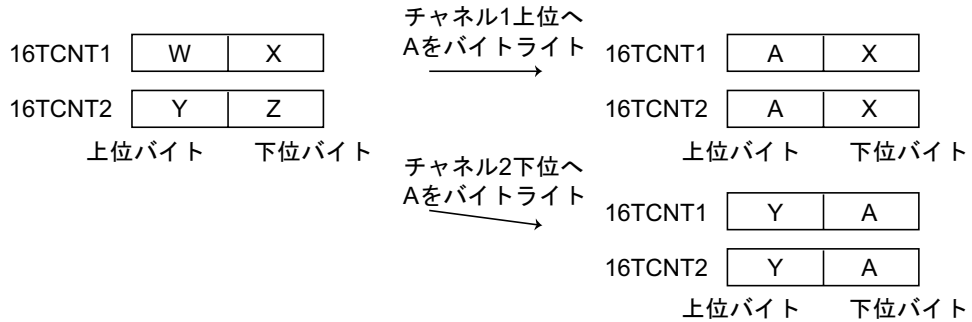 チャネル1上位へ
Aをバイトライト
16TCNT1 W X
16TCNT2 Y Z
上位バイト 下位バイト
16TCNT1 A X
16TCNT2 A X
上位バイト 下位バイト
チャネル2下位へ
Aをバイトライト
16TCNT1 Y A
16TCNT2 Y A
上位バイト 下位バイト